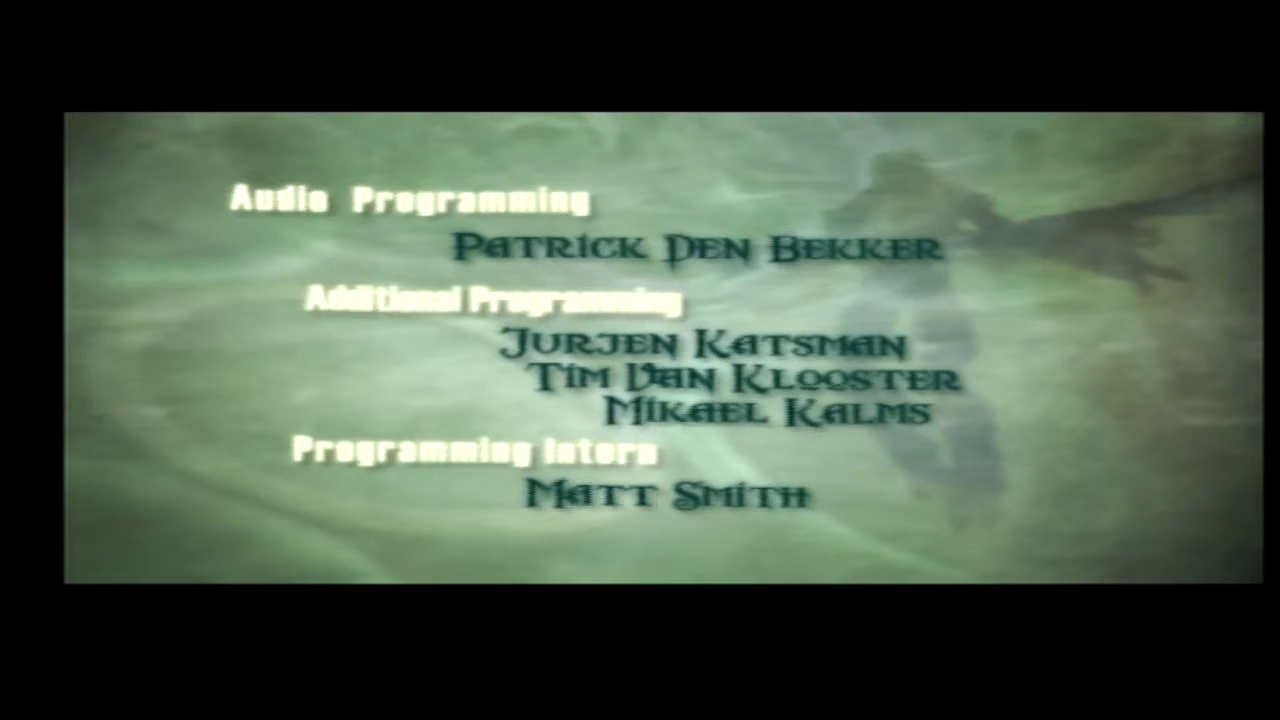 Audio Programming
Patrick Den Bekker
Additional Programming
Jurjen Katsman
Tim Van Klooster
Mikael Kalms
Programming Intern
Matt Smith